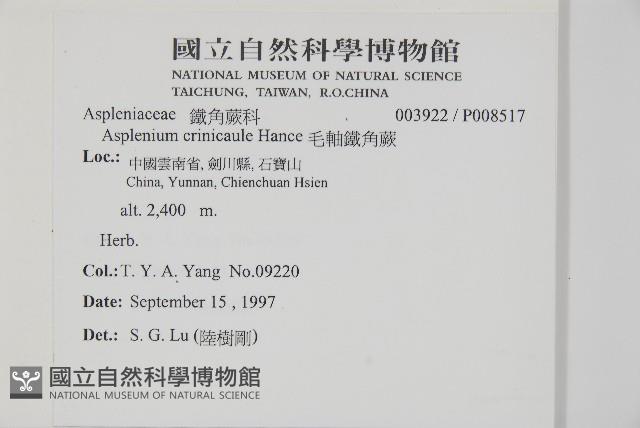 國立自然科學博物館
NATIONAL MUSEUM OF NATURAL SCIENCE
TAICHUNG, TAIWAN, R.O.CHINA
Aspleniaceae 鐵角蕨科 003922 / P008517
Asplenium crinicaule Hance 毛軸鐵角蕨
Loc.: 中國雲南省, 劍川縣, 石寶山
China, Yunnan, Chienchuan Hsien
alt. 2,400 m.
Herb.
Col.: T. Y. A. Yang No.09220
Date: September 15 , 1997
Det.: S. G. Lu (陸樹剛)
國立自然科學博物館
NATIONAL MUSEUM OF NATURAL SCIENCE